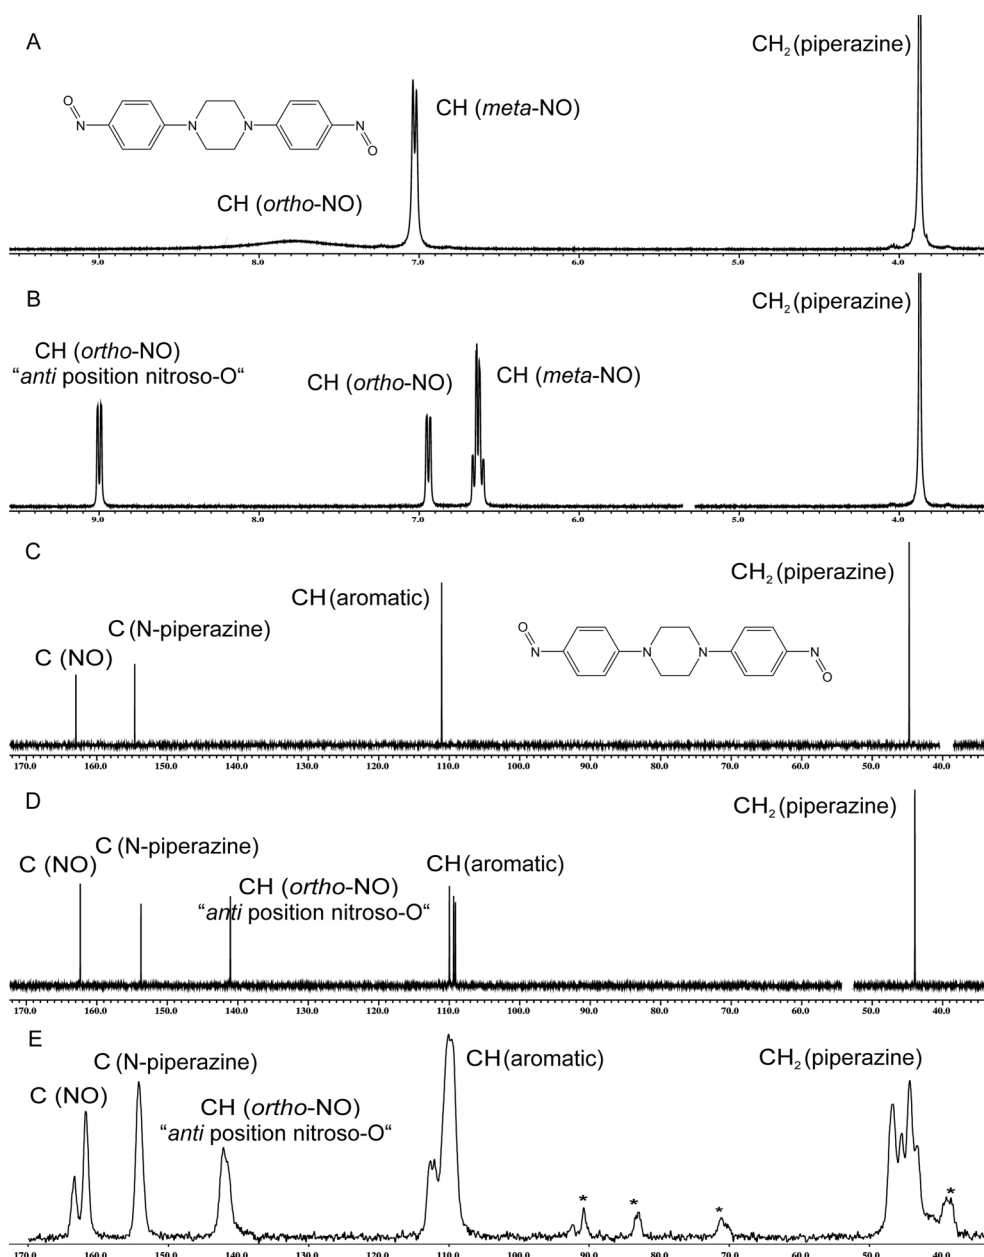 A
CH₂(piperazine)
CH (meta-NO)
O
N
N
N
N
O
CH (ortho-NO)
9.0 8.0 7.0 6.0 5.0 4.0
B
CH₂(piperazine)
CH (ortho-NO)
“anti position nitroso-O“
CH (ortho-NO)
CH (meta-NO)
9.0 8.0 7.0 6.0 5.0 4.0
C
CH₂(piperazine)
CH(aromatic)
C(N-piperazine)
C (NO)
O
N
N
N
N
O
170.0 160.0 150.0 140.0 130.0 120.0 110.0 100.0 90.0 80.0 70.0 60.0 50.0 40.0
D
CH₂(piperazine)
C (N-piperazine)
C (NO)
CH(aromatic)
CH (ortho-NO)
“anti position nitroso-O“
170.0 160.0 150.0 140.0 130.0 120.0 110.0 100.0 90.0 80.0 70.0 60.0 50.0 40.0
E
C (N-piperazine)
CH(aromatic)
CH₂(piperazine)
C (NO)
CH (ortho-NO)
“anti position nitroso-O“
* * * *
170.0 160.0 150.0 140.0 130.0 120.0 110.0 100.0 90.0 80.0 70.0 60.0 50.0 40.0